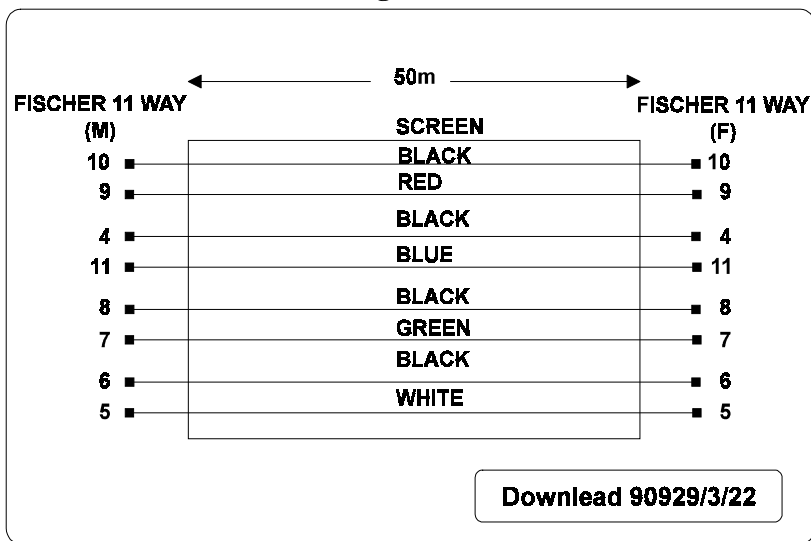 50m
FISCHER 11 WAY FISCHER 11 WAY
(M) SCREEN (F)
10 BLACK 10
9 RED 9
4 BLACK 4
11 BLUE 11
8 BLACK 8
7 GREEN 7
6 BLACK 6
5 WHITE 5
Downlead 90929/3/22